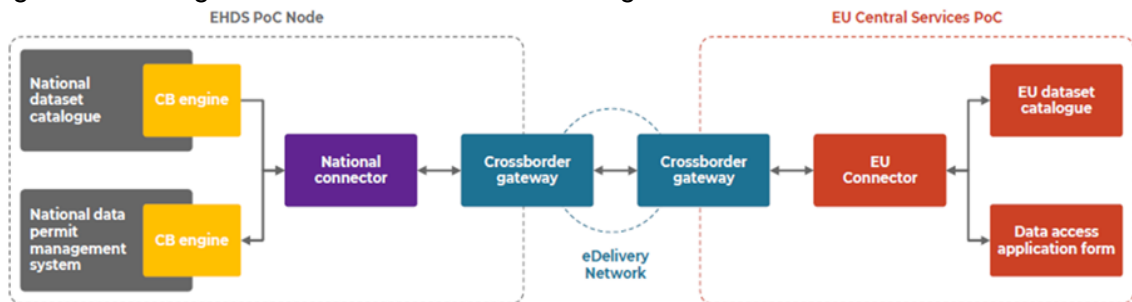 EHDS PoC Node
EU Central Services PoC
National
dataset
catalogue
CB engine
National data
permit
management
system
CB engine
National
connector
Crossborder
gateway
Crossborder
gateway
eDelivery
Network
EU
Connector
EU dataset
catalogue
Data access
application form